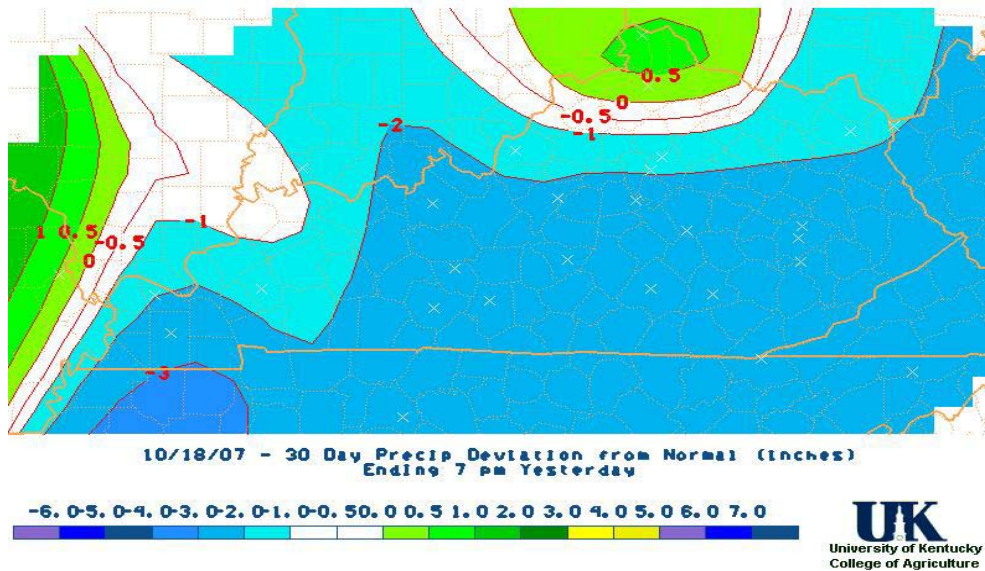 0.5
0
-0.5
-1
-2
-1
1 0.5
-0.5
0
-3
10/18/07 - 30 Day Precip Deviation from Normal (Inches)
Ending 7 pm Yesterday
-6.0-5.0-4.0-3.0-2.0-1.0-0.50.0 0.5 1.0 2.0 3.0 4.0 5.0 6.0 7.0
UK
University of Kentucky
College of Agriculture